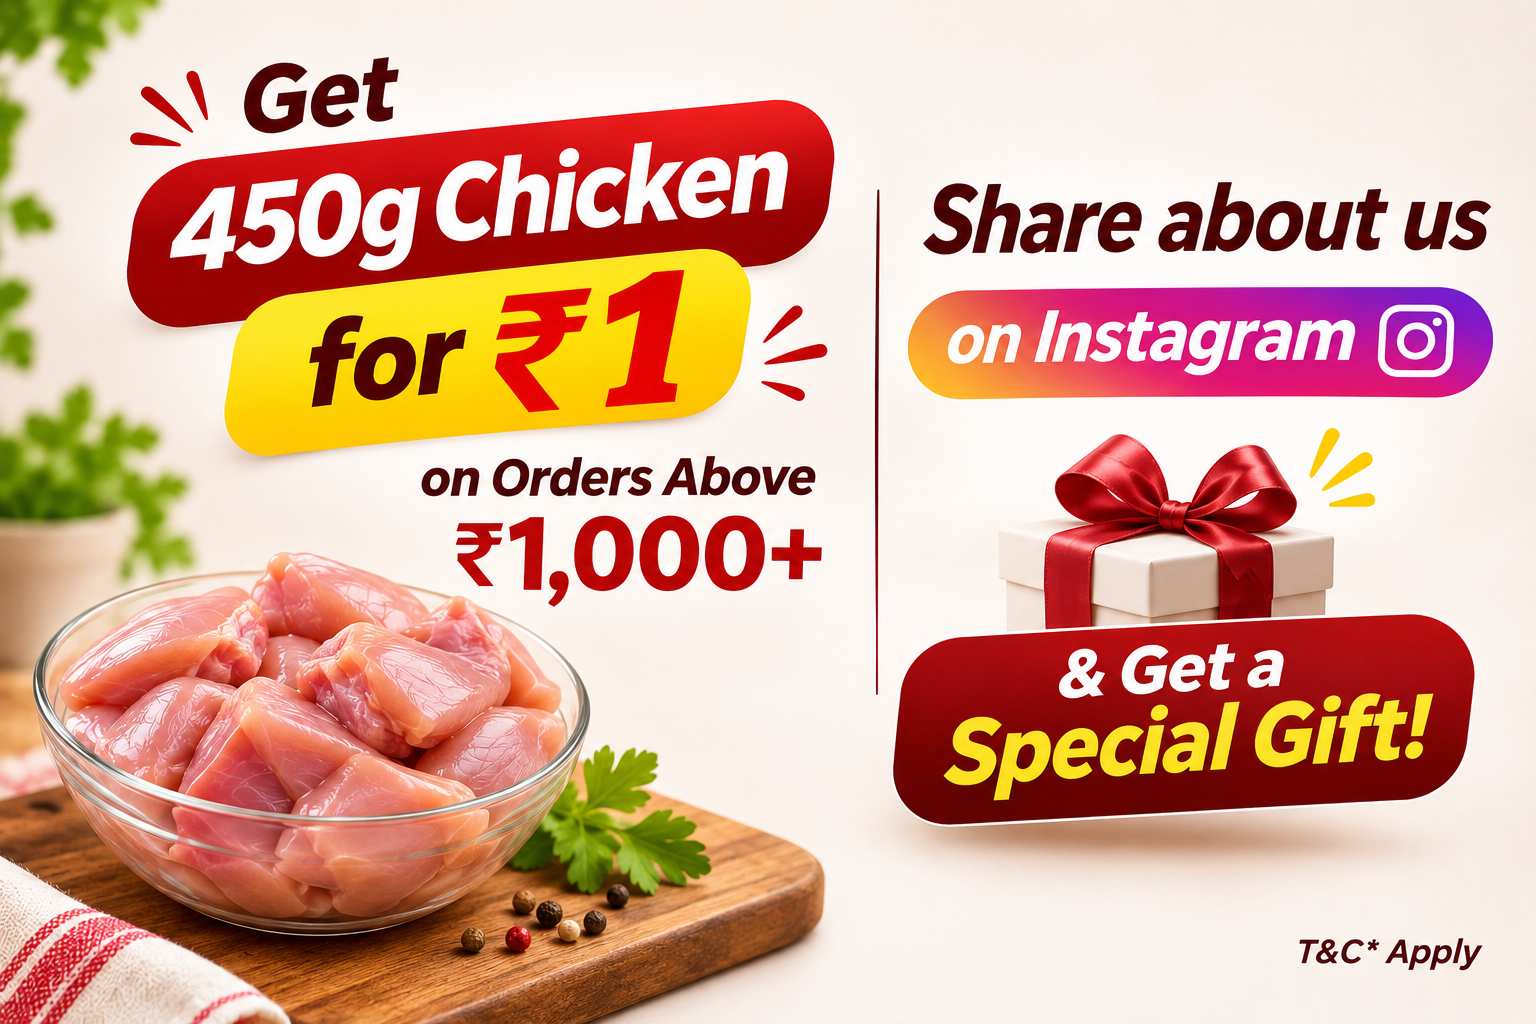 Get
450g Chicken
for ₹1
on Orders Above
₹1,000+
Share about us
on Instagram
& Get a
Special Gift!
T&C* Apply